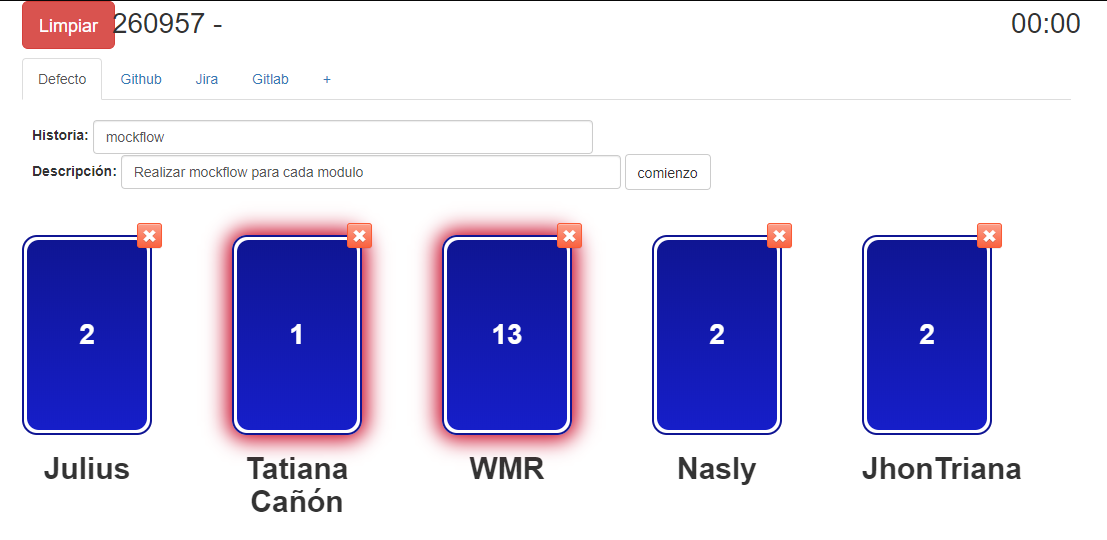 Limpiar 260957 - 00:00
Defecto Github Jira Gitlab +
Historia: mockflow
Descripción: Realizar mockflow para cada modulo comienzo
2 1 13 2 2
Julius Tatiana Cañón WMR Nasly JhonTriana